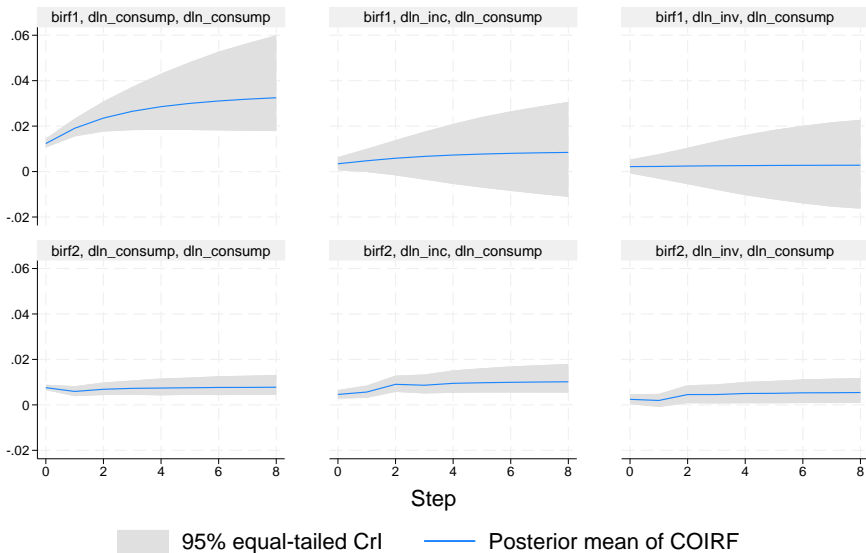 birf1, dln_consump, dln_consump
birf1, dln_inc, dln_consump
birf1, dln_inv, dln_consump
.06
.04
.02
0
-.02
birf2, dln_consump, dln_consump
birf2, dln_inc, dln_consump
birf2, dln_inv, dln_consump
.06
.04
.02
0
-.02
0 2 4 6 8
0 2 4 6 8
0 2 4 6 8
Step
95% equal-tailed CrI
Posterior mean of COIRF